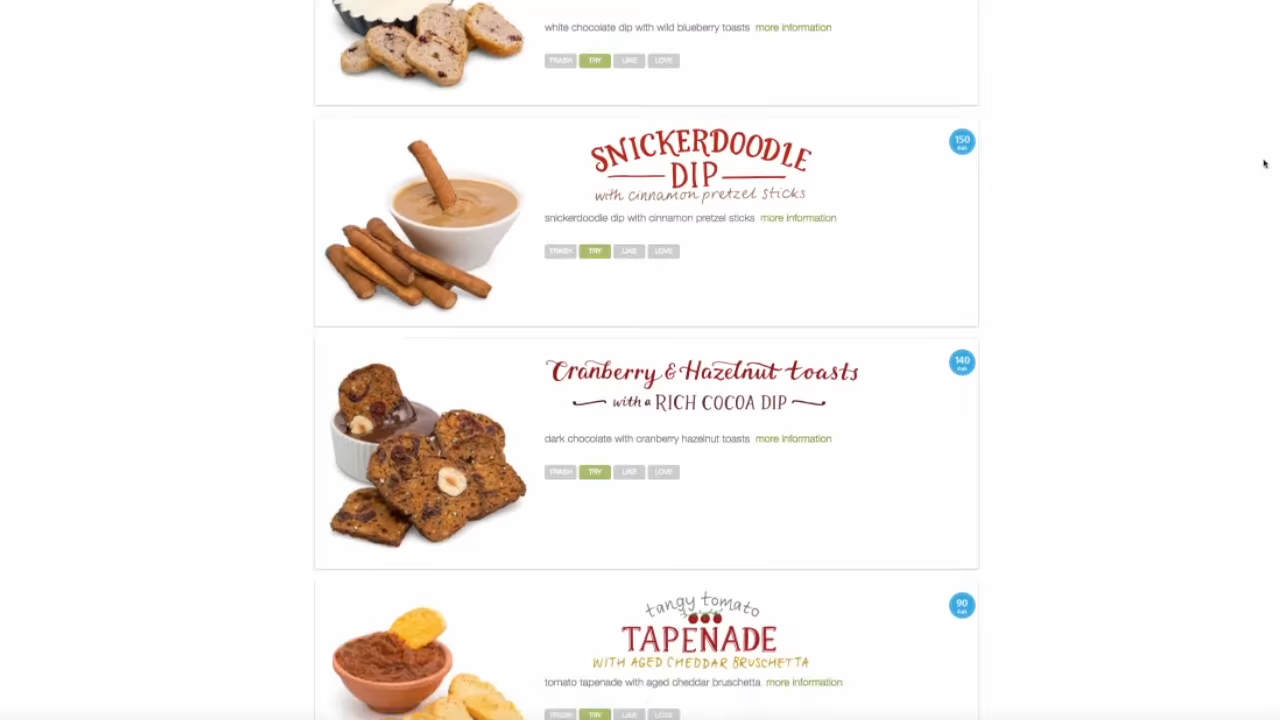 white chocolate dip with wild blueberry toasts more information
TRASH TRY LIKE LOVE
SNICKERDOODLE
DIP
with cinnamon pretzel sticks
150
snickerdoodle dip with cinnamon pretzel sticks more information
TRASH TRY LIKE LOVE
Cranberry & Hazelnut toasts
with a RICH COCOA DIP
140
dark chocolate with cranberry hazelnut toasts more information
TRASH TRY LIKE LOVE
tangy tomato
TAPENADE
WITH AGED CHEDDAR BRUSCHETTA
90
tomato tapenade with aged cheddar bruschetta more information
TRASH TRY LIKE LOVE